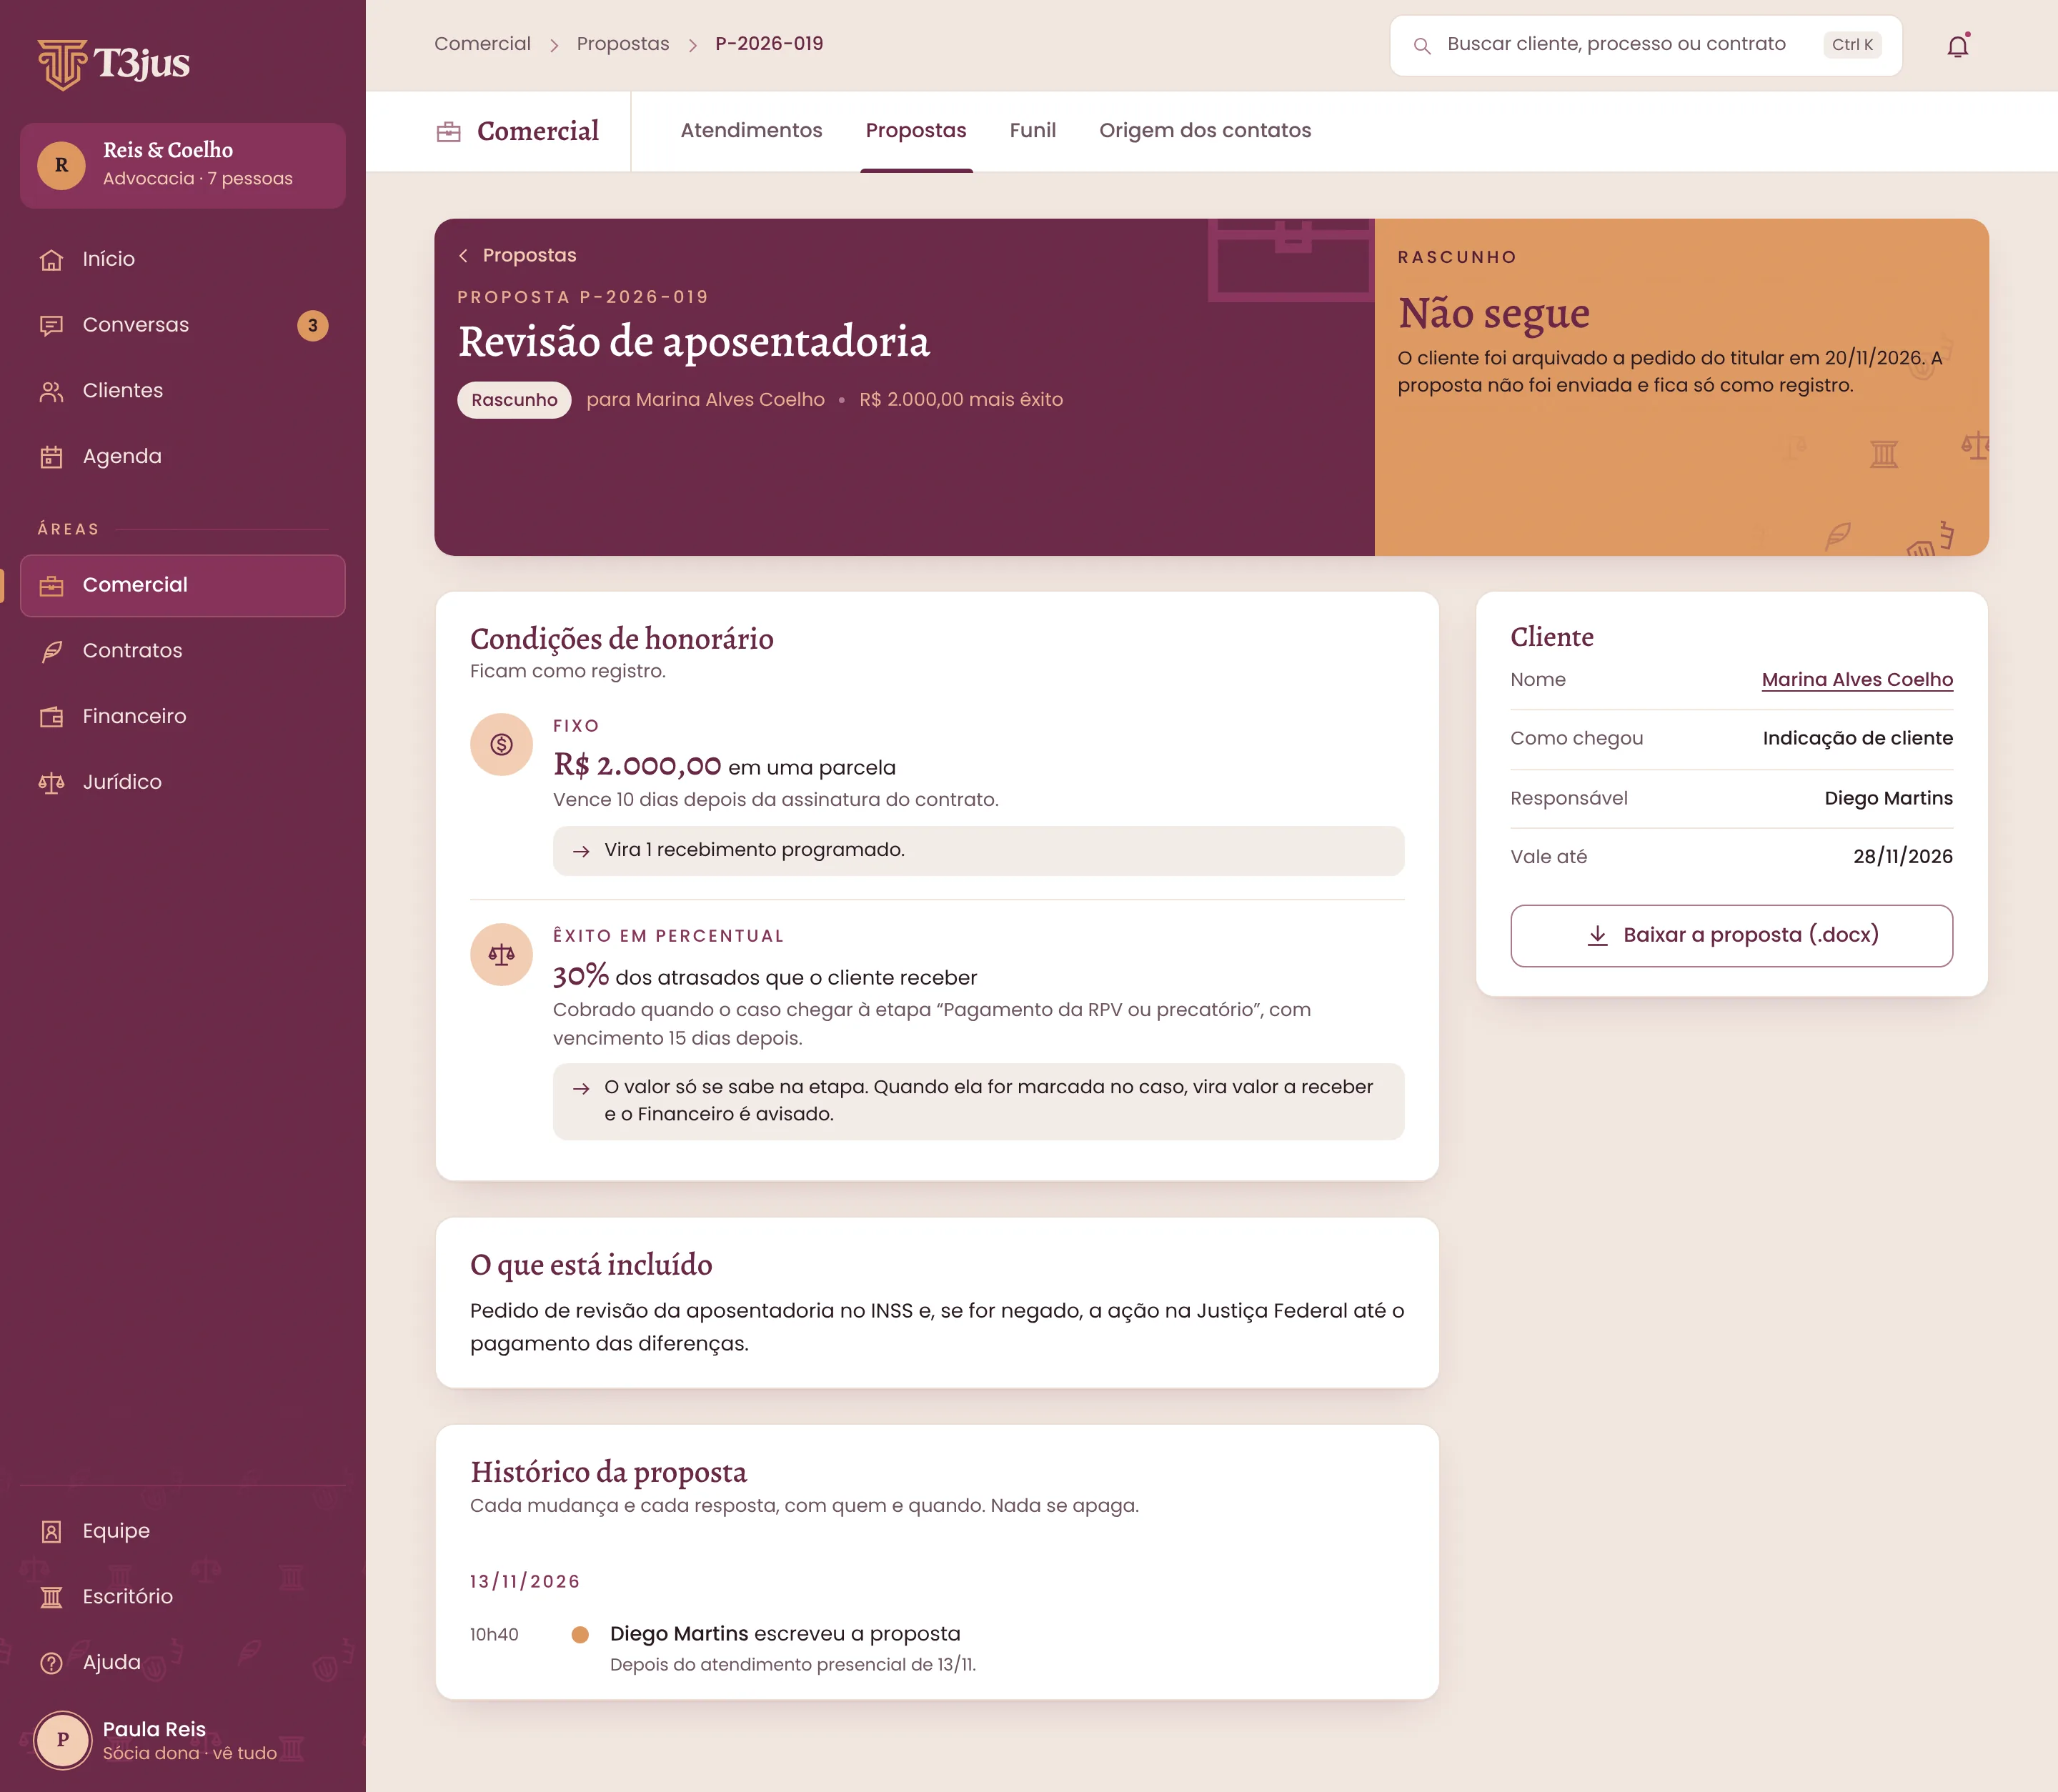 T3jus
R
Reis & Coelho
Advocacia · 7 pessoas
Início
Conversas
3
Clientes
Agenda
ÁREAS
Comercial
Contratos
Financeiro
Jurídico
Equipe
Escritório
Ajuda
P
Paula Reis
Sócia dona · vê tudo
Comercial
Propostas
P-2026-019
Buscar cliente, processo ou contrato
Ctrl K
Comercial
Atendimentos
Propostas
Funil
Origem dos contatos
Propostas
PROPOSTA P-2026-019
Revisão de aposentadoria
Rascunho
para Marina Alves Coelho • R$ 2.000,00 mais êxito
RASCUNHO
Não segue
O cliente foi arquivado a pedido do titular em 20/11/2026. A
proposta não foi enviada e fica só como registro.
Condições de honorário
Ficam como registro.
FIXO
R$ 2.000,00 em uma parcela
Vence 10 dias depois da assinatura do contrato.
→ Vira 1 recebimento programado.
ÊXITO EM PERCENTUAL
30% dos atrasados que o cliente receber
Cobrado quando o caso chegar à etapa “Pagamento da RPV ou precatório”, com
vencimento 15 dias depois.
→ O valor só se sabe na etapa. Quando ela for marcada no caso, vira valor a receber
e o Financeiro é avisado.
O que está incluído
Pedido de revisão da aposentadoria no INSS e, se for negado, a ação na Justiça Federal até o
pagamento das diferenças.
Histórico da proposta
Cada mudança e cada resposta, com quem e quando. Nada se apaga.
13/11/2026
10h40
Diego Martins escreveu a proposta
Depois do atendimento presencial de 13/11.
Cliente
Nome
Marina Alves Coelho
Como chegou
Indicação de cliente
Responsável
Diego Martins
Vale até
28/11/2026
Baixar a proposta (.docx)